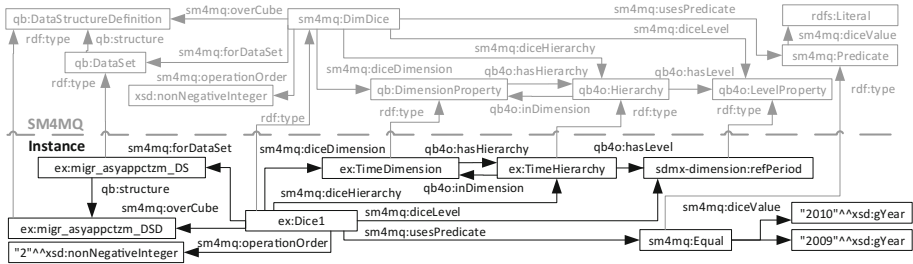 qb:DataStructureDefinition
sm4mq:overCube
sm4mq:DimDice
sm4mq:usesPredicate
rdfs:Literal
rdf:type
qb:structure
sm4mq:forDataSet
sm4mq:diceHierarchy
sm4mq:diceLevel
sm4mq:diceValue
qb:DataSet
sm4mq:Predicate
rdf:type
sm4mq:operationOrder
sm4mq:diceDimension
qb4o:hasHierarchy
qb4o:hasLevel
rdf:type
xsd:nonNegativeInteger
qb:DimensionProperty
qb4o:Hierarchy
qb4o:LevelProperty
rdf:type
rdf:type
qb4o:inDimension
rdf:type
rdf:type
SM4MQ
Instance
sm4mq:forDataSet
sm4mq:diceDimension
qb4o:hasHierarchy
qb4o:hasLevel
ex:migr_asyappctzm_DS
ex:TimeDimension
ex:TimeHierarchy
sdmx-dimension:refPeriod
qb:structure
qb4o:inDimension
sm4mq:overCube
sm4mq:diceHierarchy
sm4mq:diceLevel
sm4mq:diceValue
ex:migr_asyappctzm_DSD
ex:Dice1
sm4mq:usesPredicate
"2010"^^xsd:gYear
sm4mq:operationOrder
sm4mq:Equal
"2009"^^xsd:gYear
"2"^^xsd:nonNegativeInteger